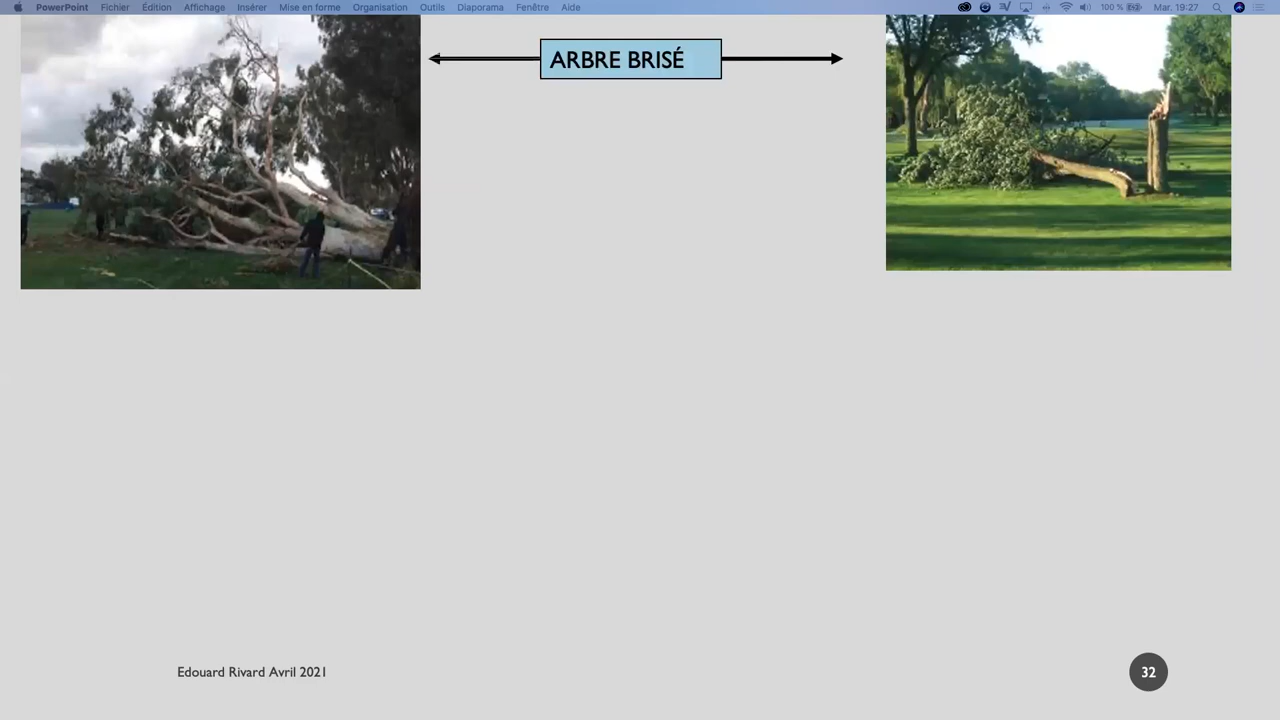 PowerPoint Fichier Édition Affichage Insérer Mise en forme Organisation Outils Diaporama Fenêtre Aide 100 % Mar. 19:27
ARBRE BRISÉ
Edouard Rivard Avril 2021
32